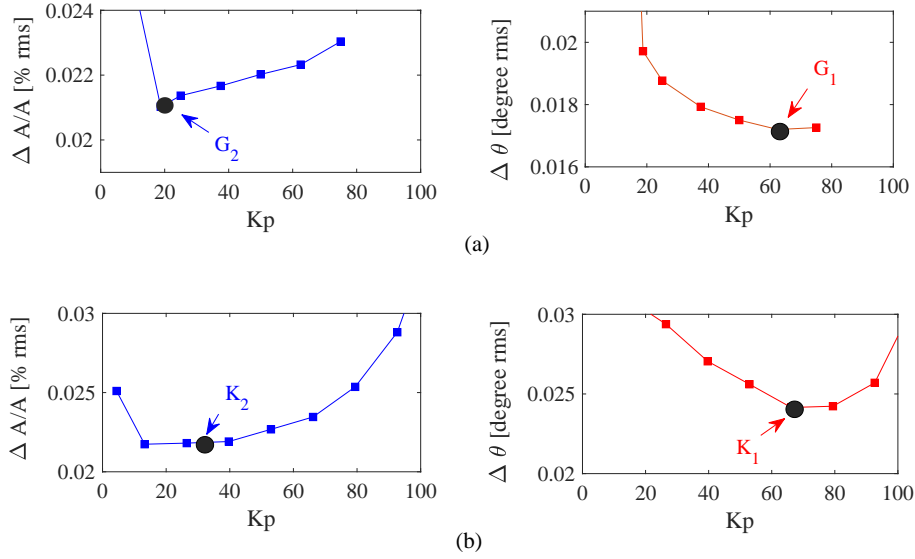 Δ A/A [% rms]
0.024
0.022
0.02
0 20 40 60 80 100
Kp
G2
Δ θ [degree rms]
0.02
0.018
0.016
0 20 40 60 80 100
Kp
G1
(a)
Δ A/A [% rms]
0.03
0.025
0.02
0 20 40 60 80 100
Kp
K2
Δ θ [degree rms]
0.03
0.025
0.02
0 20 40 60 80 100
Kp
K1
(b)